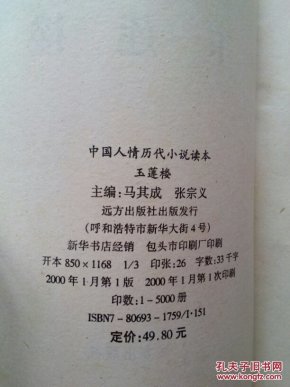 中国人情历代小说读本
玉莲楼
主编:马其成 张宗义
远方出版社出版发行
(呼和浩特市新华大街4号)
新华书店经销 包头市印刷厂印刷
开本 850×1168 1/3 印张:26 字数:33千字
2000年1月第1版 2000年1月第1次印刷
印数:1-5000册
ISBN7-80693-1759/I·151
定价:49.80元
孔夫子旧书网